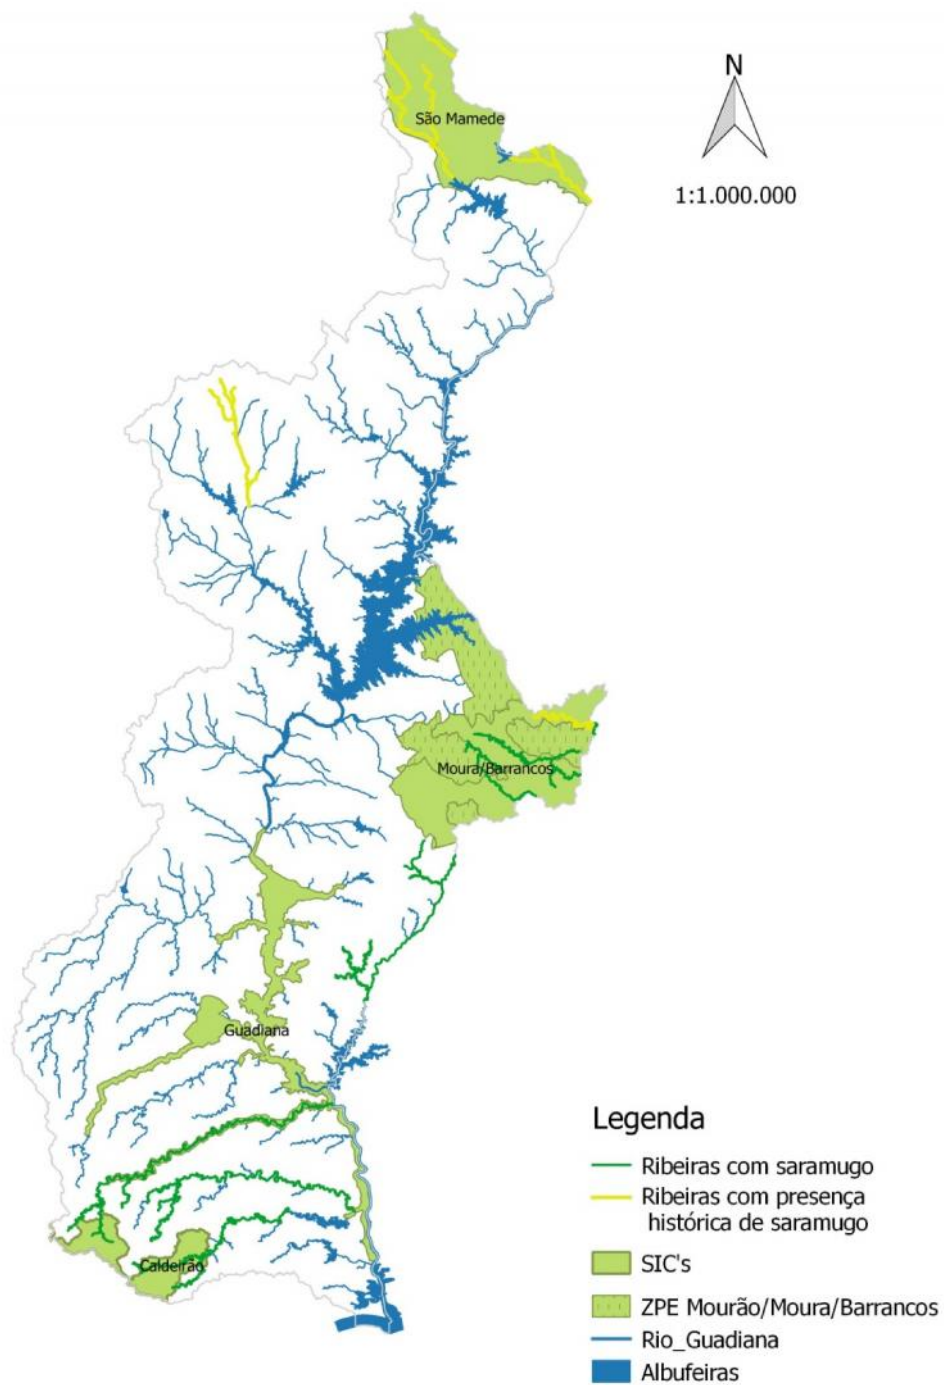 São Mamede
N
1:1.000.000
Moura/Barrancos
Guadiana
Caldeirão
Legenda
Ribeiras com saramugo
Ribeiras com presença
histórica de saramugo
SIC's
ZPE Mourão/Moura/Barrancos
Rio_Guadiana
Albufeiras